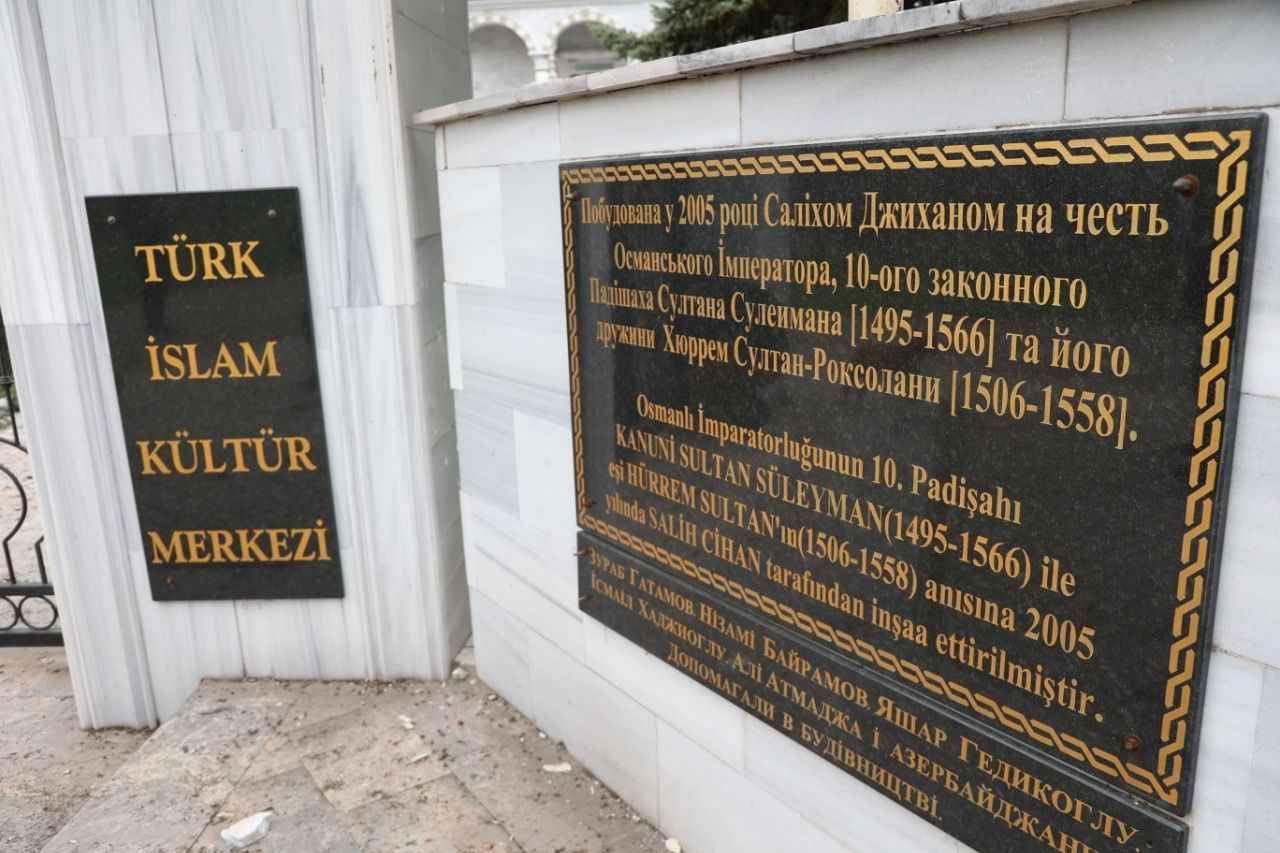 TÜRK
İSLAM
KÜLTÜR
MERKEZİ
Побудована у 2005 році Саліхом Джиханом на честь
Османського Імператора, 10-ого законного
Падішаха Султана Сулеимана [1495-1566] та його
дружини Хюррем Султан-Роксолани [1506-1558].
Osmanlı İmparatorluğunun 10. Padişahı
KANUNİ SULTAN SÜLEYMAN(1495-1566) ile
eşi HÜRREM SULTAN'ın(1506-1558) anısına 2005
yılında SALİH CİHAN tarafından inşaa ettirilmiştir.
Зураб Гатамов Нізамі Байрамов Яшар Гедикоглу.
Ісмаіл Хаджиоглу. Алі Атмаджа і Азербайджан
Допомагали в будівництві.